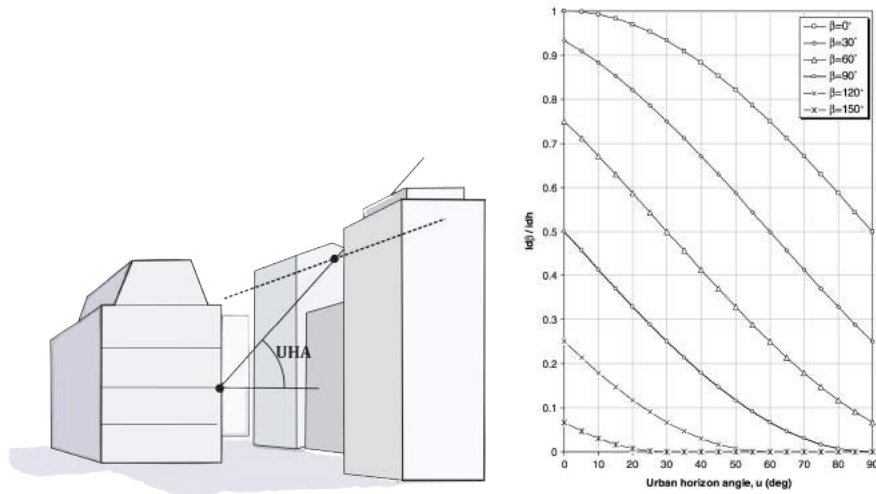 UHA
1
0.9
0.8
0.7
0.6
0.5
0.4
0.3
0.2
0.1
0
Idβ / Idh
β=0°
β=30°
β=60°
β=90°
β=120°
β=150°
0 10 20 30 40 50 60 70 80 90
Urban horizon angle, u (deg)